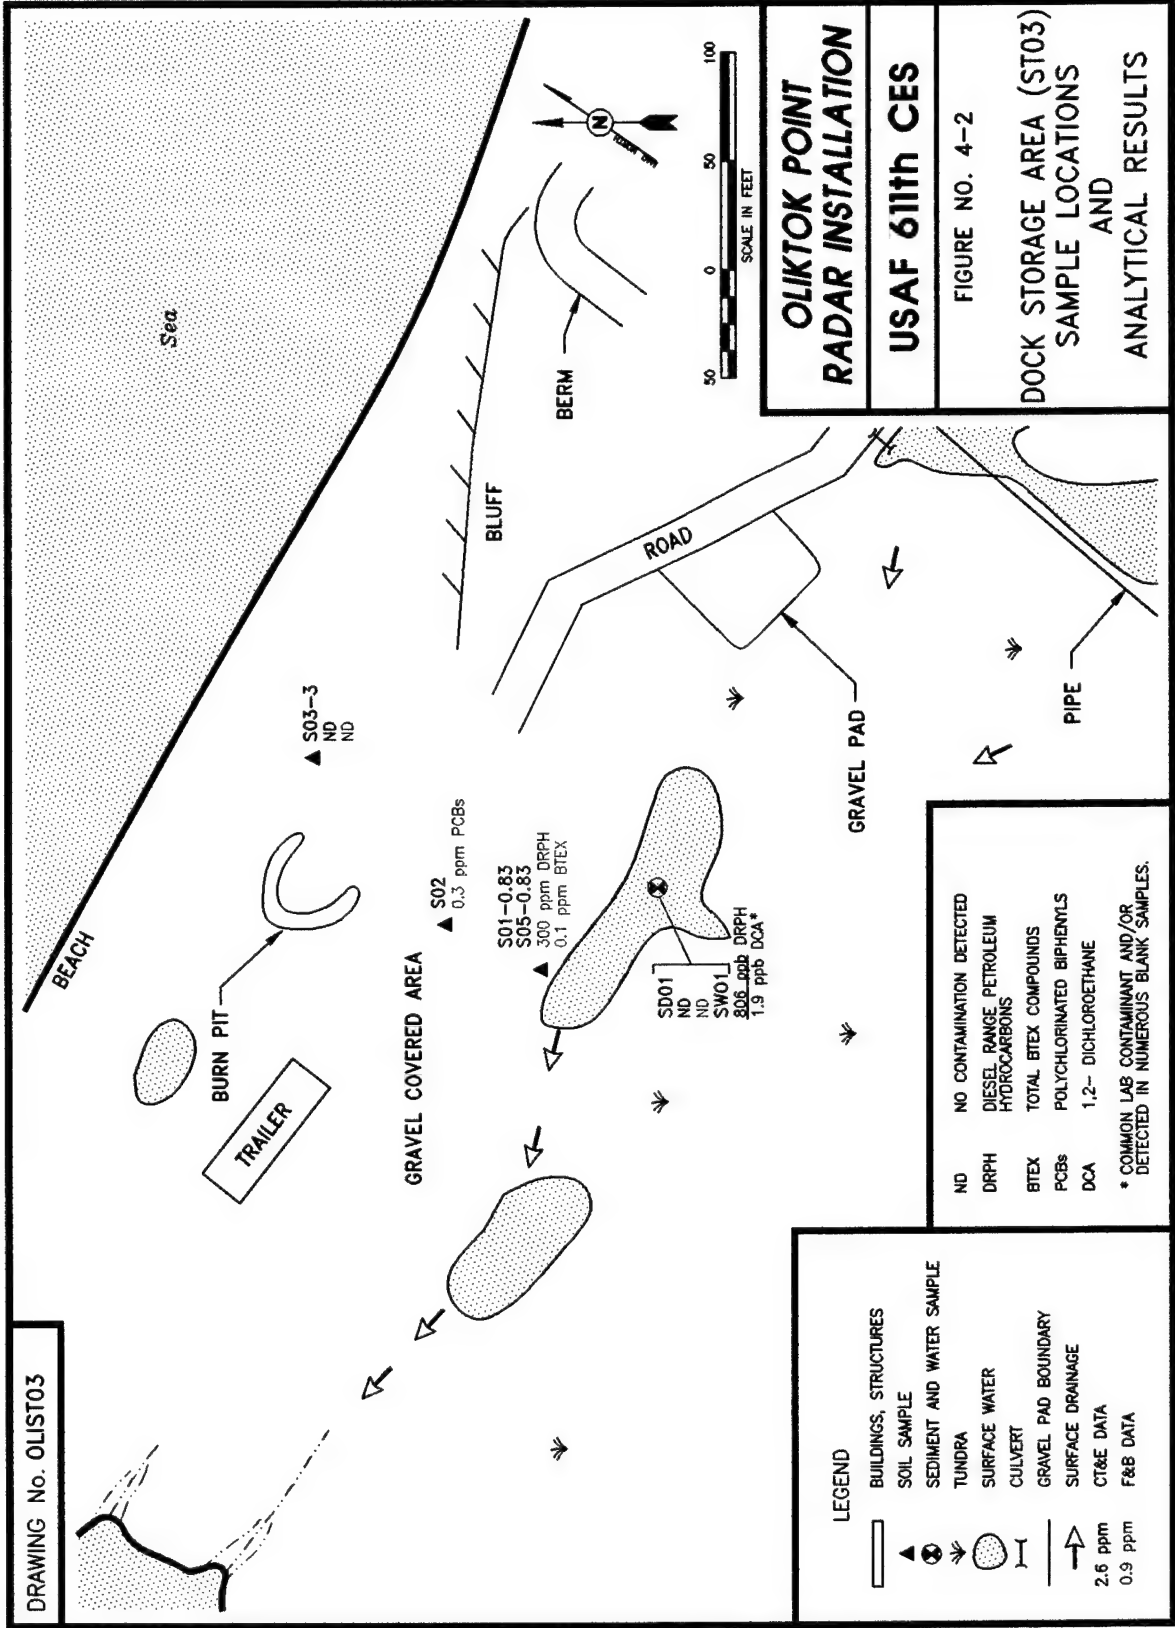 DRAWING No. OLIST03
Sea
BEACH
BURN PIT
TRAILER
S03-3
ND
ND
S02
0.3 ppm PCBs
GRAVEL COVERED AREA
S01-0.83
S05-0.83
300 ppm DRPH
0.1 ppm BTEX
SD01
ND
ND
SW01
806 ppb DRPH
1.9 ppb DCA*
BLUFF
BERM
ROAD
GRAVEL PAD
PIPE
N
50 0 50 100
SCALE IN FEET
LEGEND
BUILDINGS, STRUCTURES
SOIL SAMPLE
SEDIMENT AND WATER SAMPLE
TUNDRA
SURFACE WATER
CULVERT
GRAVEL PAD BOUNDARY
SURFACE DRAINAGE
2.6 ppm CT&E DATA
0.9 ppm F&B DATA
ND NO CONTAMINATION DETECTED
DRPH DIESEL RANGE PETROLEUM
HYDROCARBONS
BTEX TOTAL BTEX COMPOUNDS
PCBs POLYCHLORINATED BIPHENYLS
DCA 1,2- DICHLOROETHANE
* COMMON LAB CONTAMINANT AND/OR
DETECTED IN NUMEROUS BLANK SAMPLES.
OLIKTOK POINT
RADAR INSTALLATION
USAF 611th CES
FIGURE NO. 4-2
DOCK STORAGE AREA (ST03)
SAMPLE LOCATIONS
AND
ANALYTICAL RESULTS